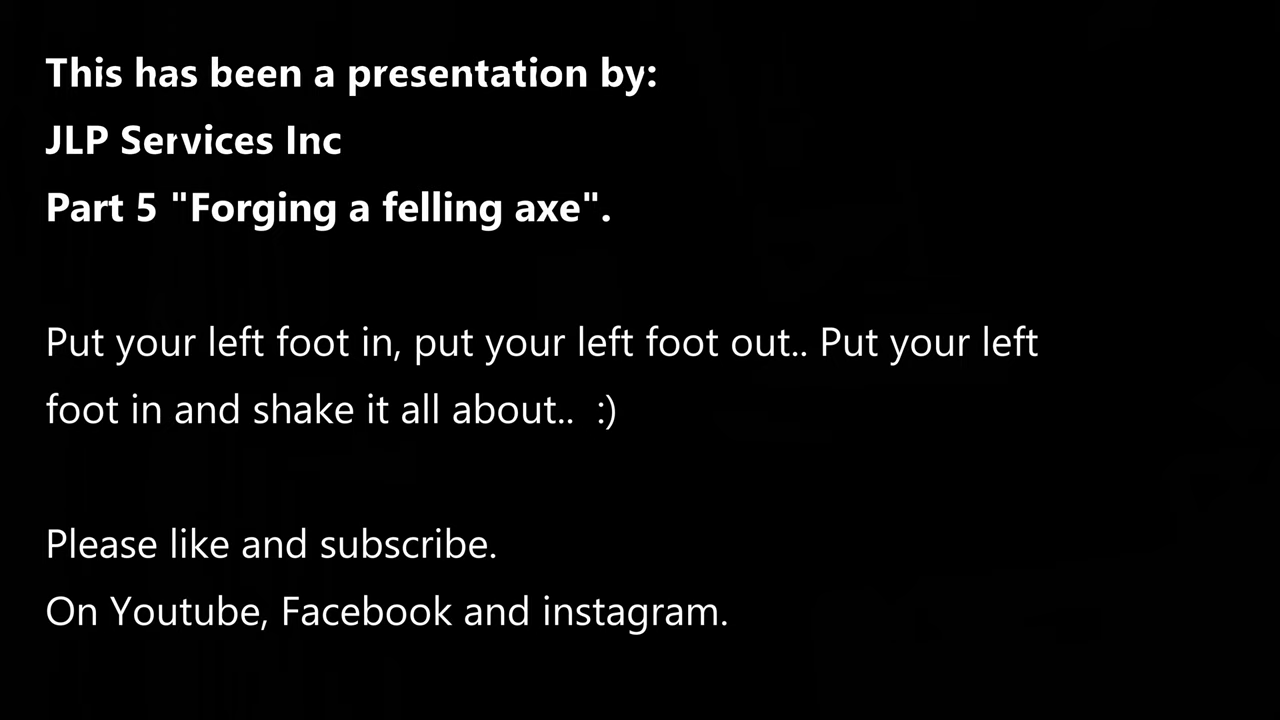 This has been a presentation by:
JLP Services Inc
Part 5 "Forging a felling axe".
Put your left foot in, put your left foot out.. Put your left
foot in and shake it all about..  :)
Please like and subscribe.
On Youtube, Facebook and instagram.